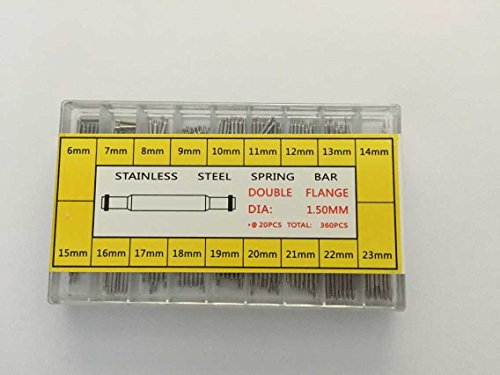 6mm 7mm 8mm 9mm 10mm 11mm 12mm 13mm 14mm
STAINLESS STEEL SPRING BAR
DOUBLE FLANGE
DIA: 1.50MM
•@20PCS TOTAL: 360PCS
15mm 16mm 17mm 18mm 19mm 20mm 21mm 22mm 23mm